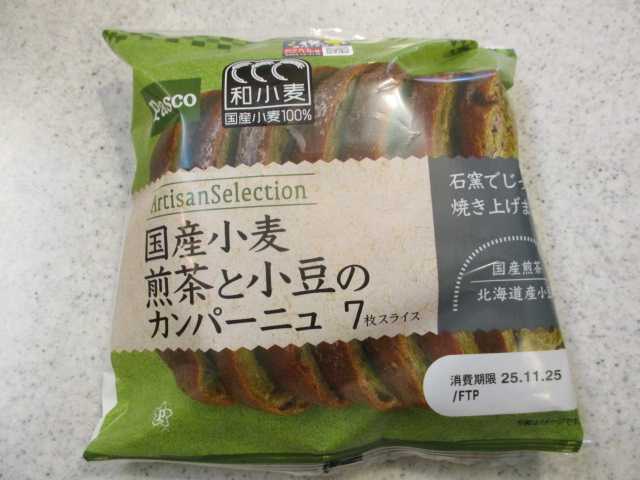 Pasco
和小麦
国産小麦100%
ArtisanSelection
国産小麦
煎茶と小豆の
カンパーニュ 7枚スライス
石窯でじっ
焼き上げま
国産煎茶
北海道産小
消費期限 25.11.25
/FTP